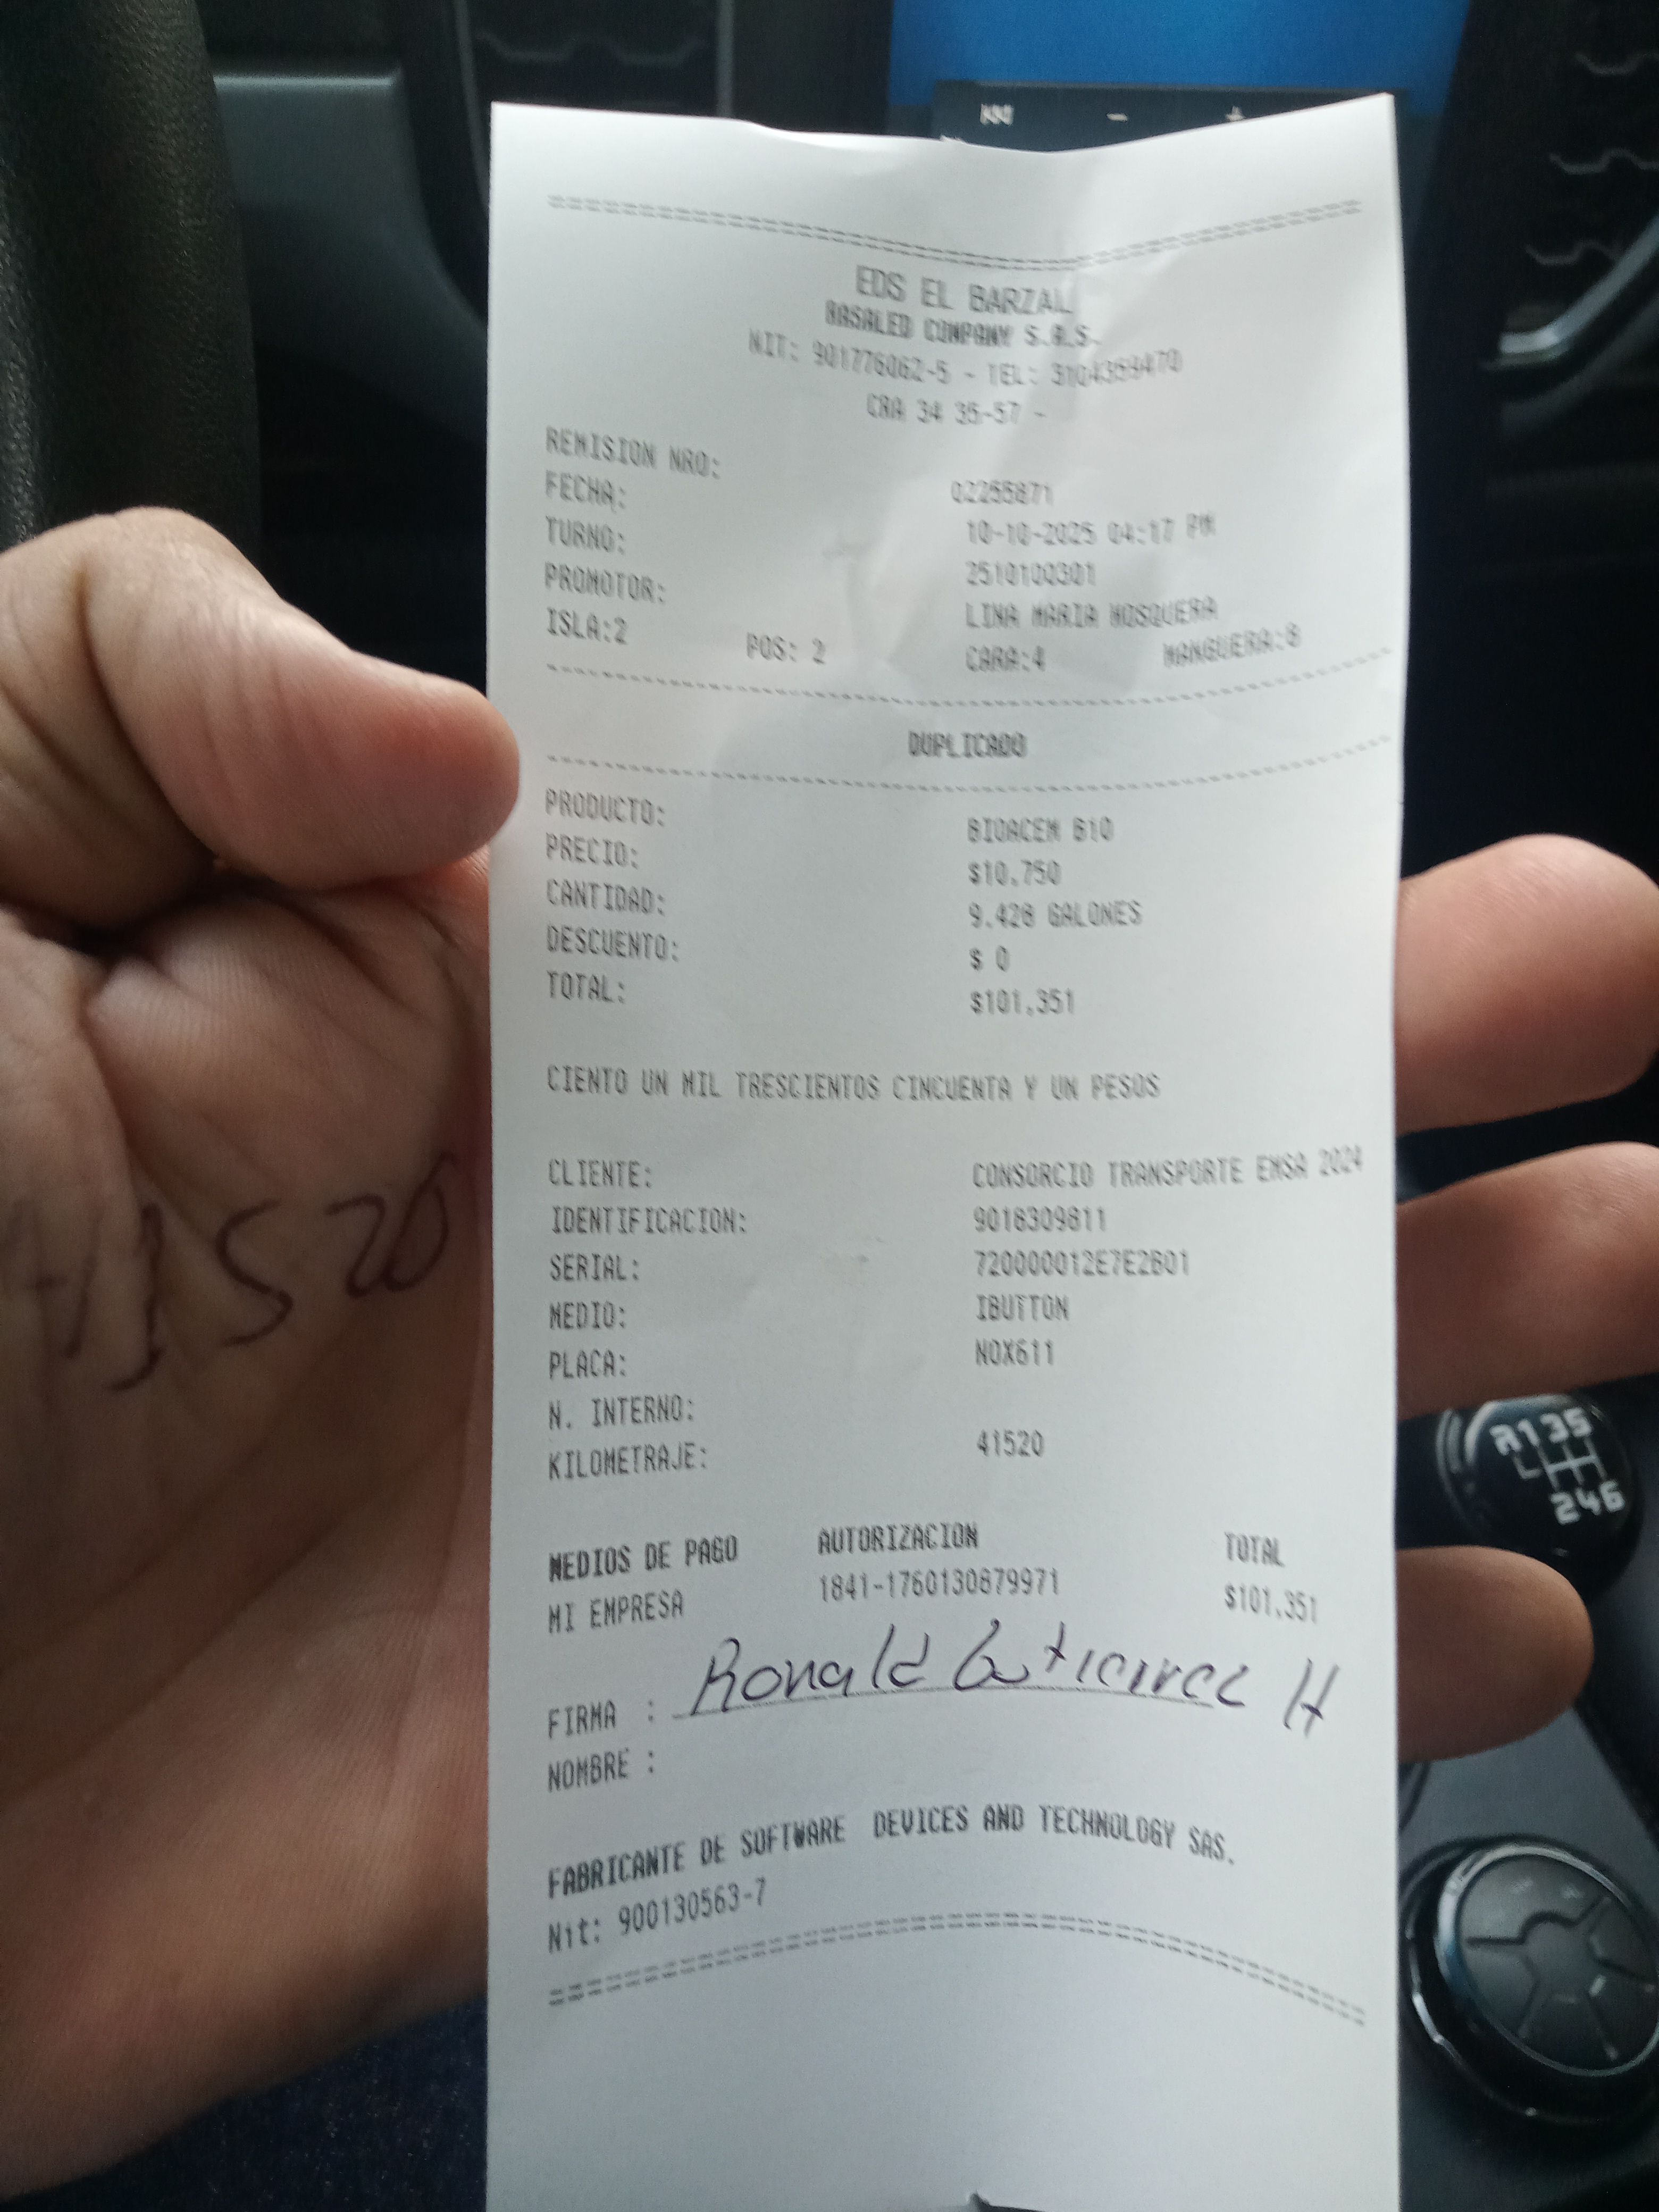 EDS EL BARZAL
BASALED COMPANY S.A.S.
NIT: 901776062-5 - TEL: 3104369470
CRA 34 35-57 -
REMISION NRO: 02255871
FECHA: 10-10-2025 04:17 PM
TURNO: 2510100301
PROMOTOR: LINA MARIA MOSQUERA
ISLA:2 POS: 2 CARA:4 MANGUERA:8
DUPLICADO
PRODUCTO: BIOACEM B10
PRECIO: $10,750
CANTIDAD: 9.428 GALONES
DESCUENTO: $ 0
TOTAL: $101,351
CIENTO UN MIL TRESCIENTOS CINCUENTA Y UN PESOS
CLIENTE: CONSORCIO TRANSPORTE EMSA 2024
IDENTIFICACION: 9018309811
SERIAL: 720000012E7E2B01
MEDIO: IBUTTON
PLACA: NOX611
N. INTERNO:
KILOMETRAJE: 41520
MEDIOS DE PAGO AUTORIZACION TOTAL
MI EMPRESA 1841-1760130879971 $101,351
FIRMA : Ronald Gutierrez H
NOMBRE :
FABRICANTE DE SOFTWARE DEVICES AND TECHNOLOGY SAS.
Nit: 900130563-7
41520
R135
246